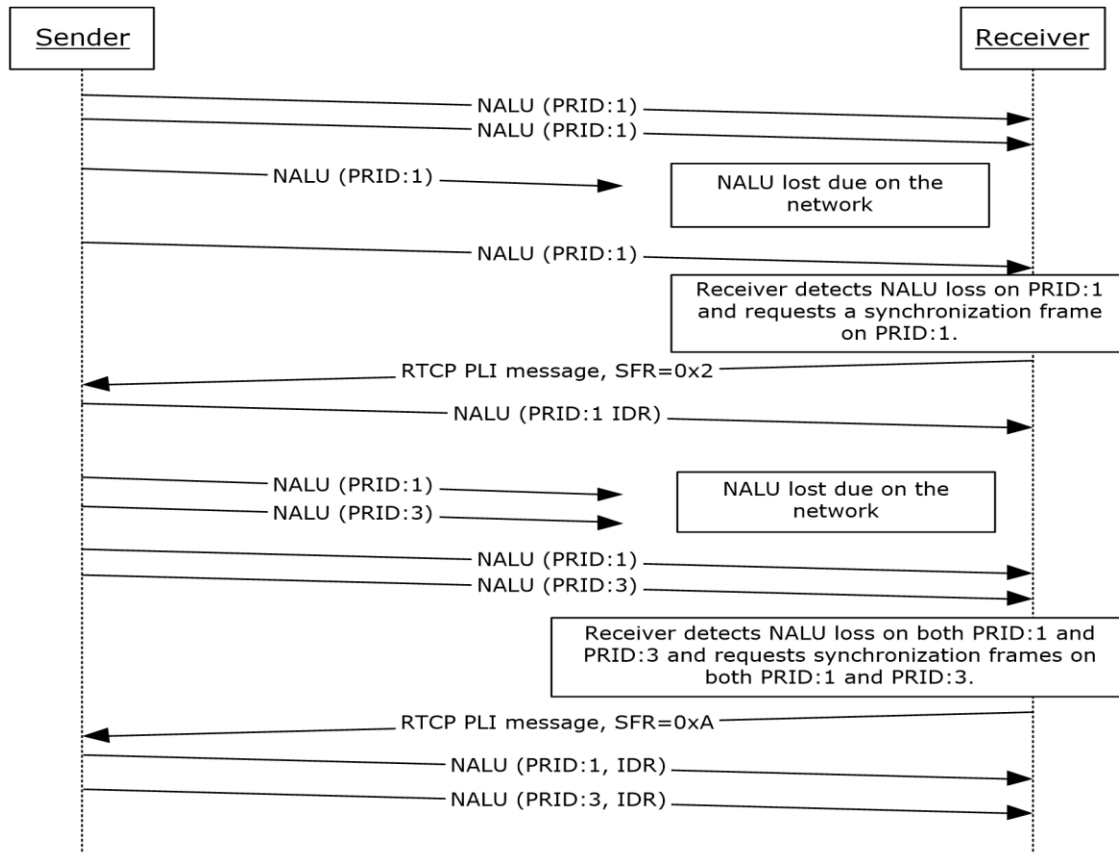 Sender
Receiver
NALU (PRID:1)
NALU (PRID:1)
NALU (PRID:1)
NALU lost due on the
network
NALU (PRID:1)
Receiver detects NALU loss on PRID:1
and requests a synchronization frame
on PRID:1.
RTCP PLI message, SFR=0x2
NALU (PRID:1 IDR)
NALU (PRID:1)
NALU lost due on the
network
NALU (PRID:3)
NALU (PRID:1)
NALU (PRID:3)
Receiver detects NALU loss on both PRID:1 and
PRID:3 and requests synchronization frames on
both PRID:1 and PRID:3.
RTCP PLI message, SFR=0xA
NALU (PRID:1, IDR)
NALU (PRID:3, IDR)